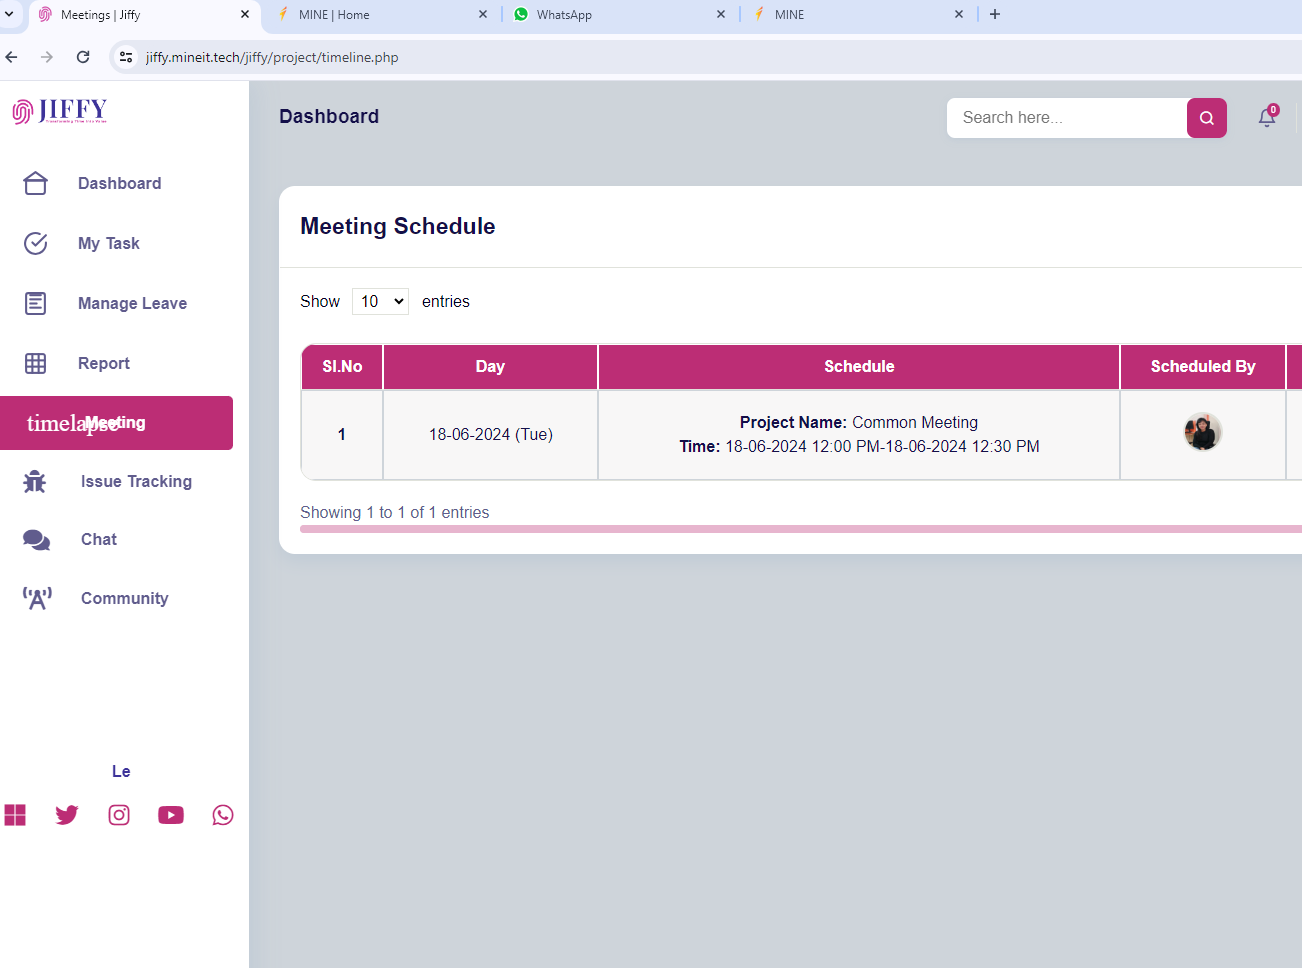 Meetings | Jiffy
MINE | Home
WhatsApp
MINE
jiffy.mineit.tech/jiffy/project/timeline.php
JIFFY
Dashboard
Search here...
0
Dashboard
My Task
Manage Leave
Report
timelapse
Meeting
Issue Tracking
Chat
Community
Le
Meeting Schedule
Show 10 entries
Sl.No Day Schedule Scheduled By
1 18-06-2024 (Tue) Project Name: Common Meeting
Time: 18-06-2024 12:00 PM-18-06-2024 12:30 PM
Showing 1 to 1 of 1 entries